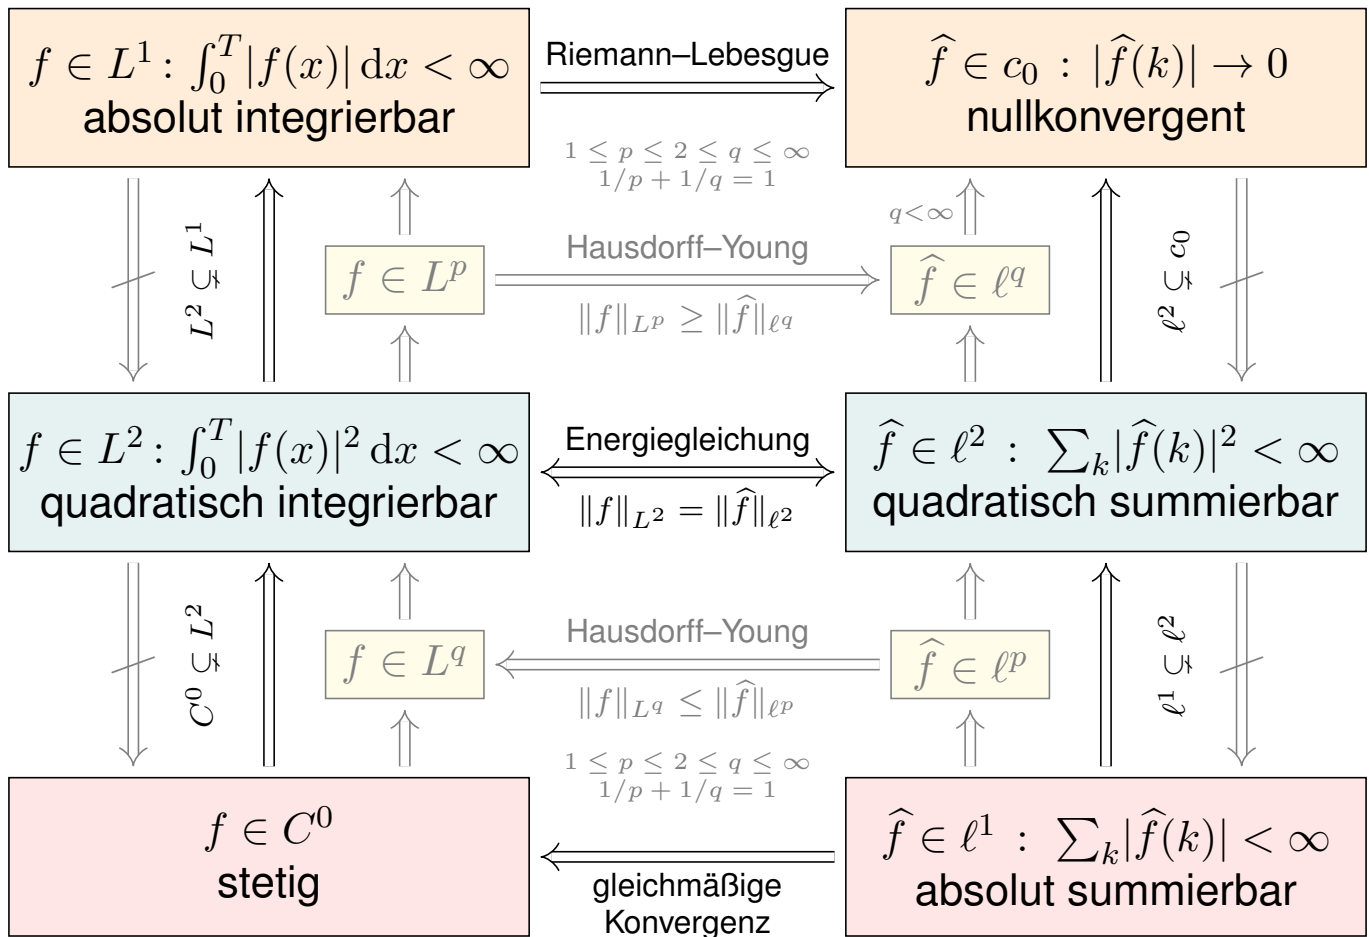 f ∈ L¹ : ∫₀ᵀ |f(x)| dx < ∞
absolut integrierbar
Riemann–Lebesgue
f̂ ∈ c₀ : |f̂(k)| → 0
nullkonvergent
1 ≤ p ≤ 2 ≤ q ≤ ∞
1/p + 1/q = 1
L² ⊊ L¹
f ∈ Lᵖ
Hausdorff–Young
‖f‖_{Lᵖ} ≥ ‖f̂‖_{ℓ^q}
q<∞
f̂ ∈ ℓ^q
ℓ² ⊊ c₀
f ∈ L² : ∫₀ᵀ |f(x)|² dx < ∞
quadratisch integrierbar
Energiegleichung
‖f‖_{L²} = ‖f̂‖_{ℓ²}
f̂ ∈ ℓ² : ∑ₖ|f̂(k)|² < ∞
quadratisch summierbar
C⁰ ⊊ L²
f ∈ L^q
Hausdorff–Young
‖f‖_{L^q} ≤ ‖f̂‖_{ℓᵖ}
1 ≤ p ≤ 2 ≤ q ≤ ∞
1/p + 1/q = 1
f̂ ∈ ℓᵖ
ℓ¹ ⊊ ℓ²
f ∈ C⁰
stetig
gleichmäßige
Konvergenz
f̂ ∈ ℓ¹ : ∑ₖ|f̂(k)| < ∞
absolut summierbar